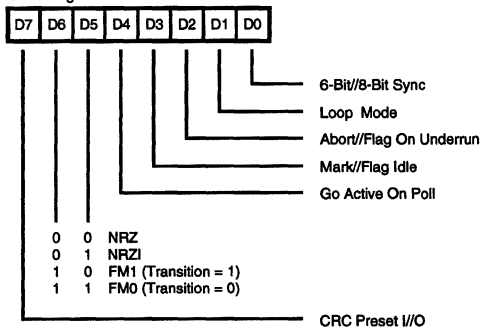 D7 D6 D5 D4 D3 D2 D1 D0
6-Bit//8-Bit Sync
Loop Mode
Abort//Flag On Underrun
Mark//Flag Idle
Go Active On Poll
0 0 NRZ
0 1 NRZI
1 0 FM1 (Transition = 1)
1 1 FM0 (Transition = 0)
CRC Preset I//O